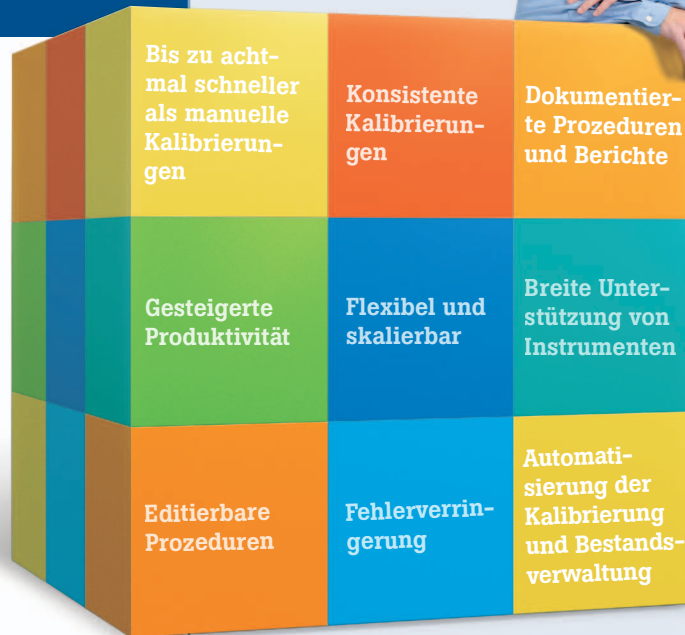 Bis zu acht-
mal schneller
als manuelle
Kalibrierun-
gen
Konsistente
Kalibrierun-
gen
Dokumentier-
te Prozeduren
und Berichte
Gesteigerte
Produktivität
Flexibel und
skalierbar
Breite Unter-
stützung von
Instrumenten
Editierbare
Prozeduren
Fehlerverrin-
gerung
Automati-
sierung der
Kalibrierung
und Bestands-
verwaltung